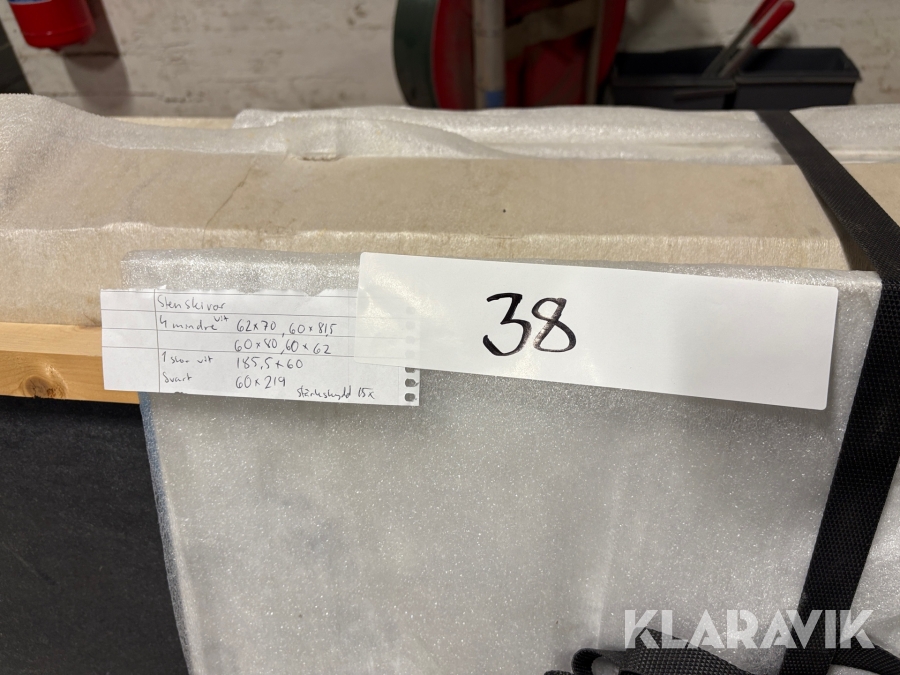 Stenskivor
4 mindre vit 62x70, 60x81,5
60x80, 60x62
1 stor vit 185,5x60
Svart 60x219
stänkskydd 15x
38
KLARAVIK